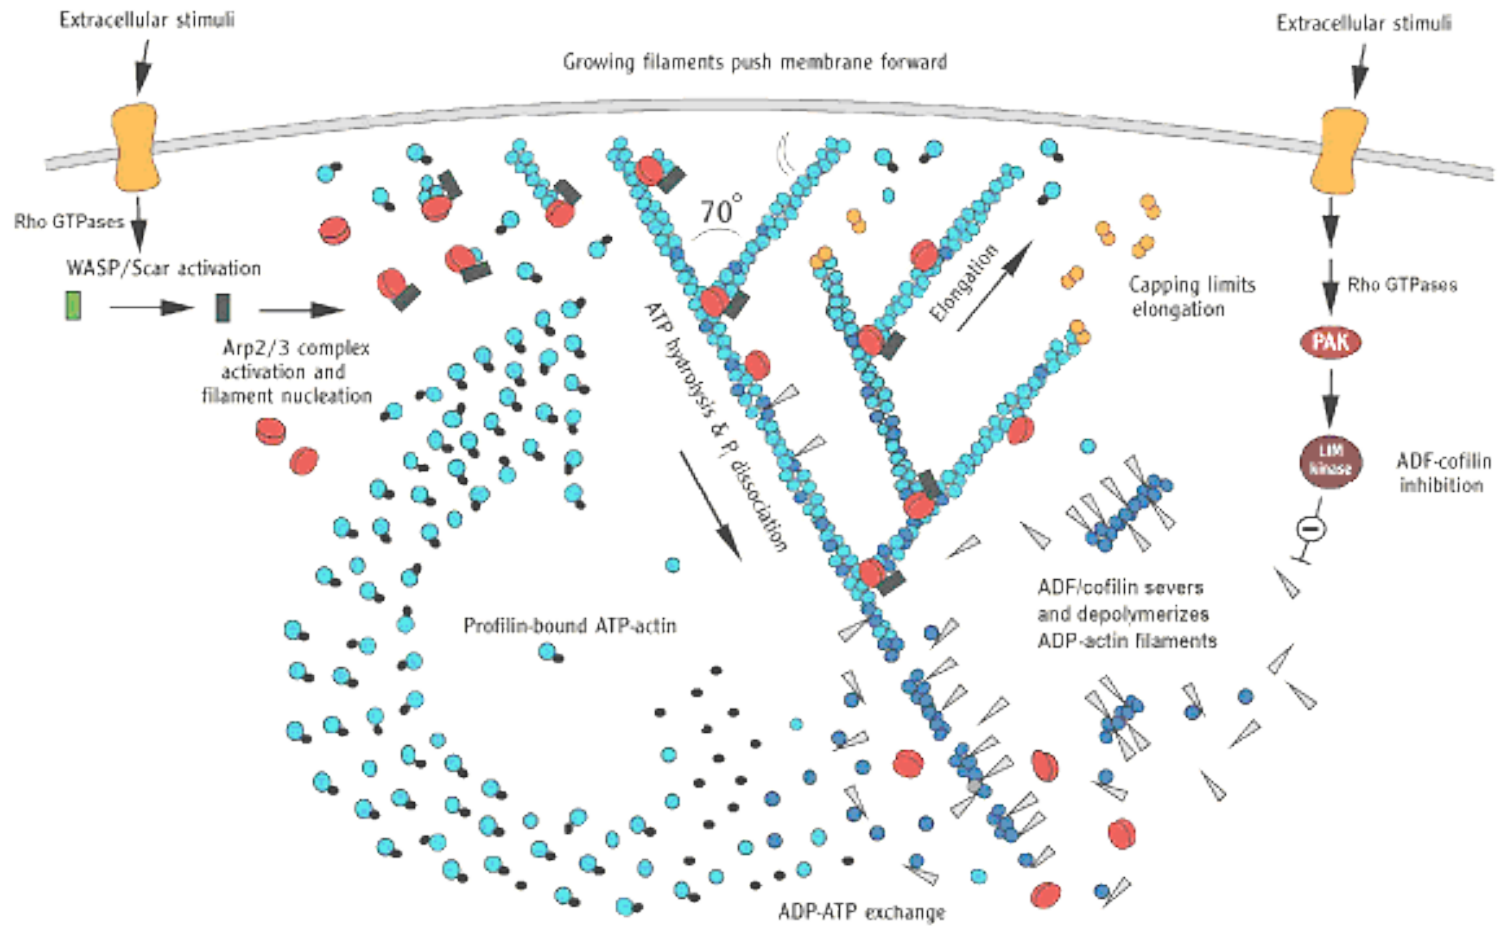 Extracellular stimuli
Extracellular stimuli
Growing filaments push membrane forward
Rho GTPases
WASP/Scar activation
Arp2/3 complex
activation and
filament nucleation
70°
ATP hydrolysis & Pi dissociation
Elongation
Capping limits
elongation
Rho GTPases
PAK
LIM
kinase
ADF-cofilin
inhibition
ADF/cofilin severs
and depolymerizes
ADP-actin filaments
Profilin-bound ATP-actin
ADP-ATP exchange